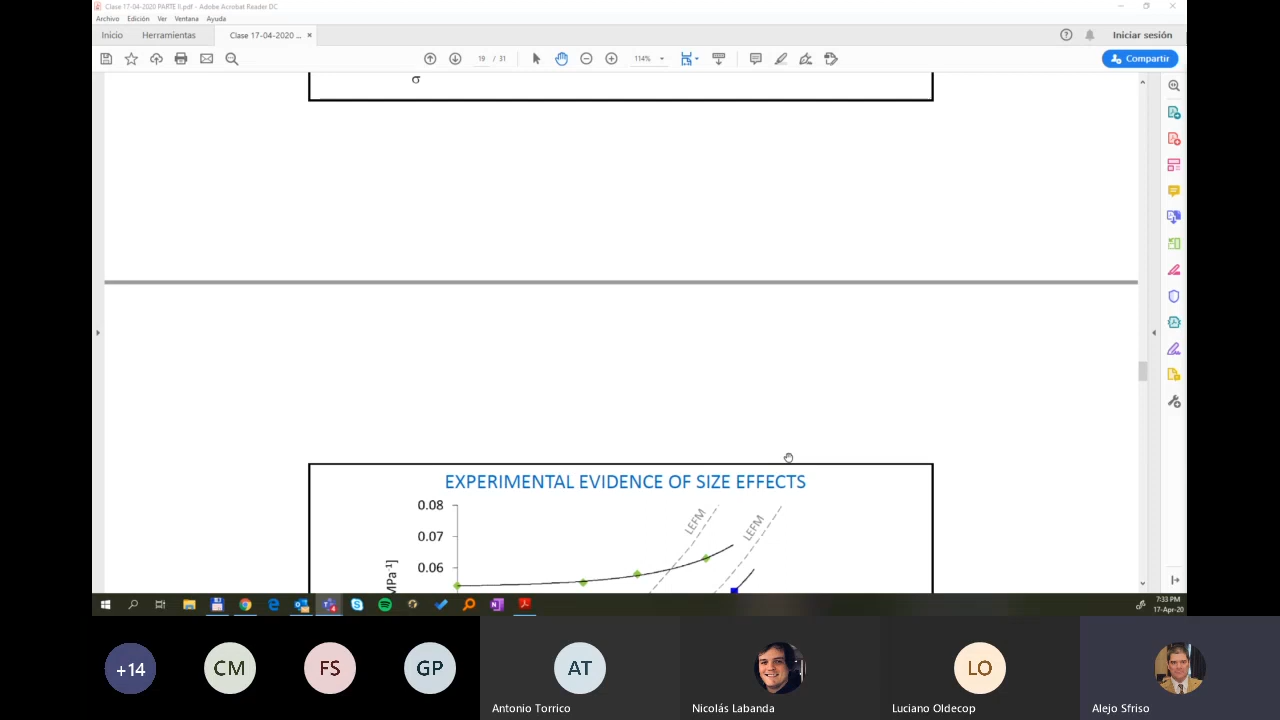 Clase 17-04-2020 PARTE II.pdf - Adobe Acrobat Reader DC
Archivo Edición Ver Ventana Ayuda
Inicio Herramientas Clase 17-04-2020 ... × Iniciar sesión
19 / 31 114% Compartir
σ
EXPERIMENTAL EVIDENCE OF SIZE EFFECTS
0.08
LEFM LEFM
0.07
0.06
MPa⁻¹]
7:33 PM
17-Apr-20
+14 CM FS GP AT LO
Antonio Torrico Nicolás Labanda Luciano Oldecop Alejo Sfriso